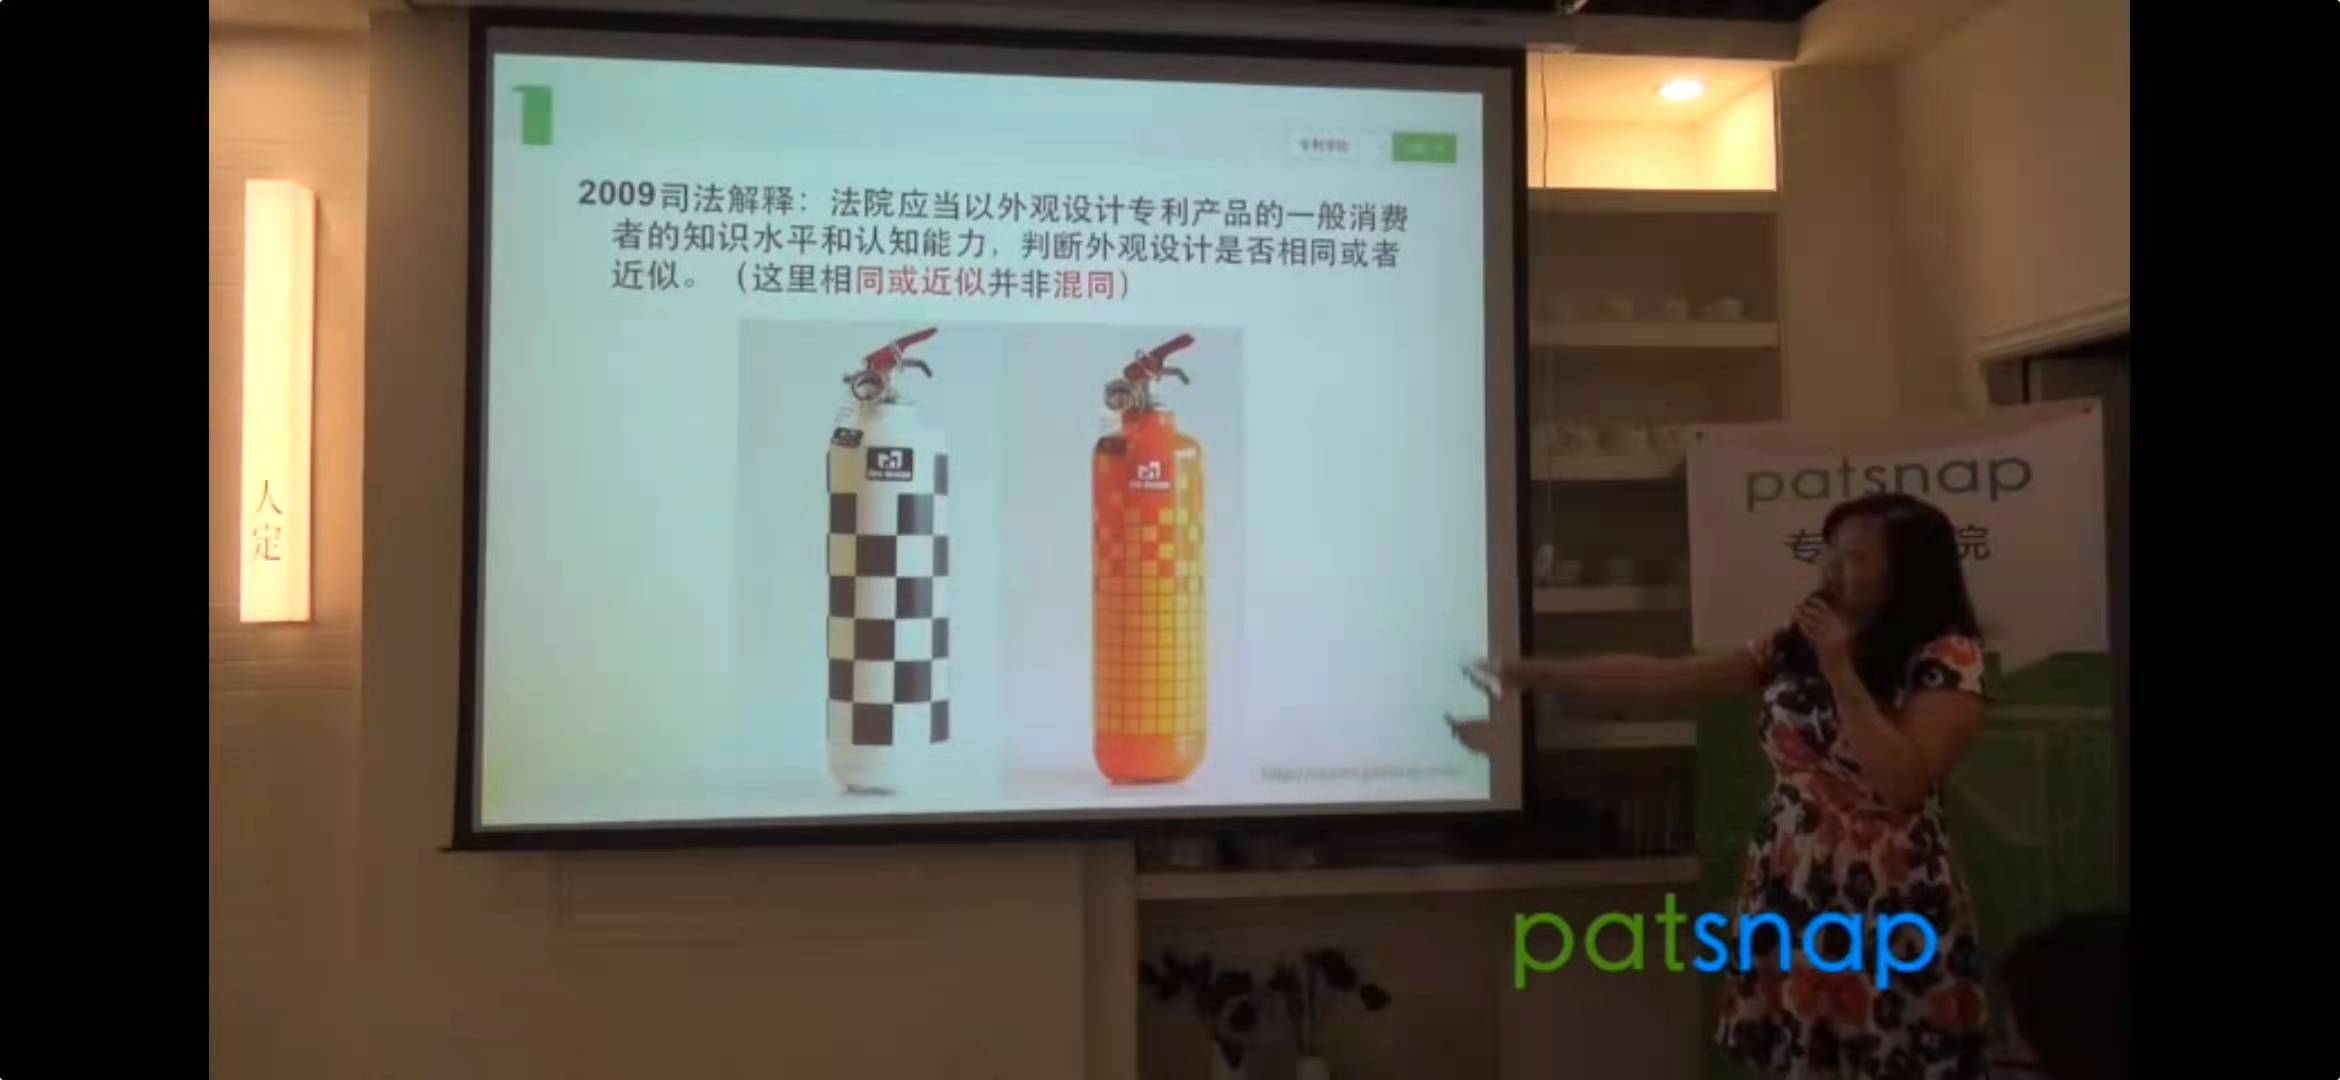 人
定
专利学院
2009司法解释：法院应当以外观设计专利产品的一般消费
者的知识水平和认知能力，判断外观设计是否相同或者
近似。（这里相同或近似并非混同）
patsnap
专
院
patsnap